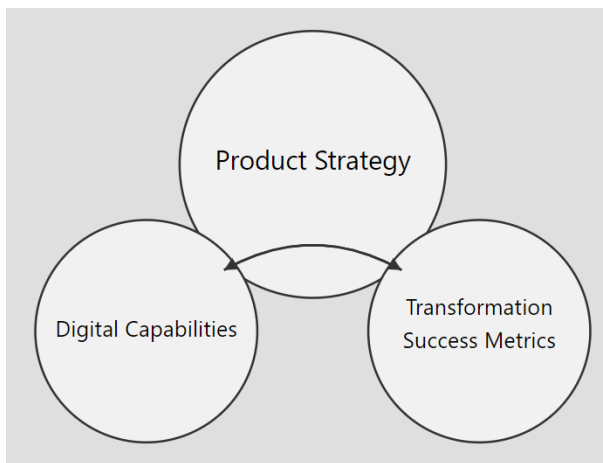 Product Strategy
Digital Capabilities
Transformation
Success Metrics